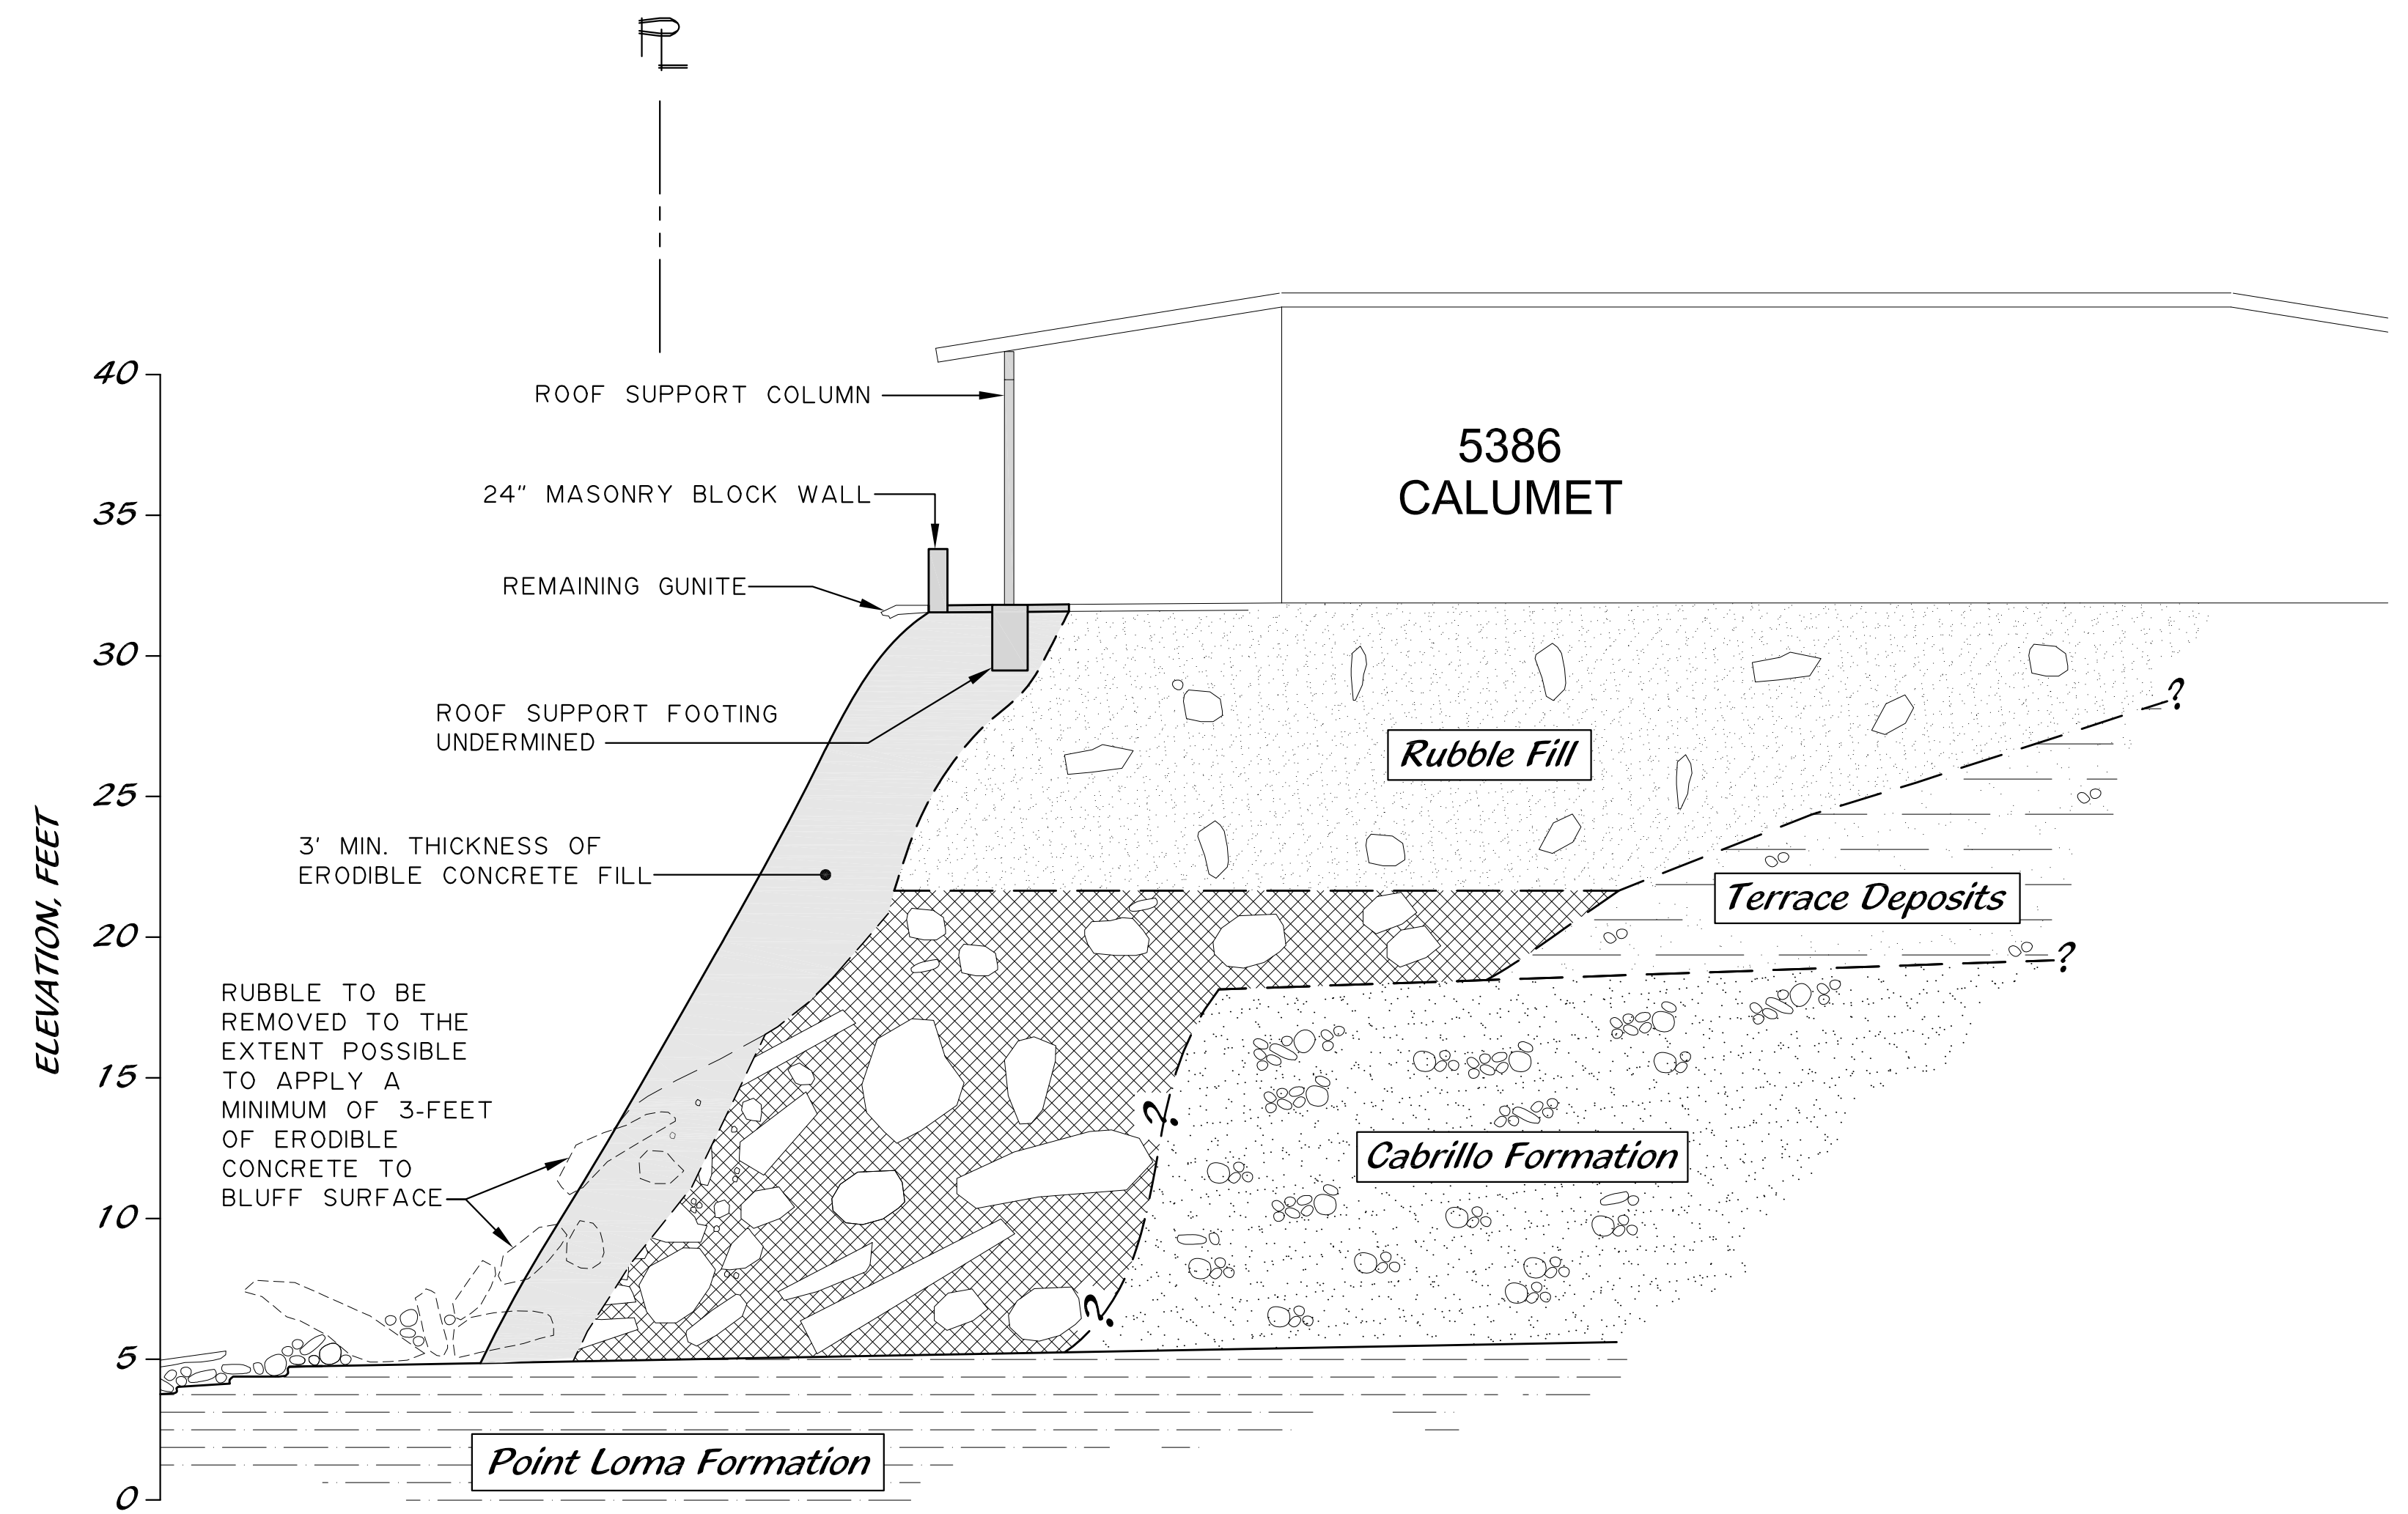 PL
40
ROOF SUPPORT COLUMN
5386
CALUMET
35
24" MASONRY BLOCK WALL
REMAINING GUNITE
30
ROOF SUPPORT FOOTING
UNDERMINED
?
Rubble Fill
25
ELEVATION, FEET
3' MIN. THICKNESS OF
ERODIBLE CONCRETE FILL
Terrace Deposits
20
?
RUBBLE TO BE
REMOVED TO THE
EXTENT POSSIBLE
TO APPLY A
MINIMUM OF 3-FEET
OF ERODIBLE
CONCRETE TO
BLUFF SURFACE
15
?
Cabrillo Formation
10
?
5
Point Loma Formation
0